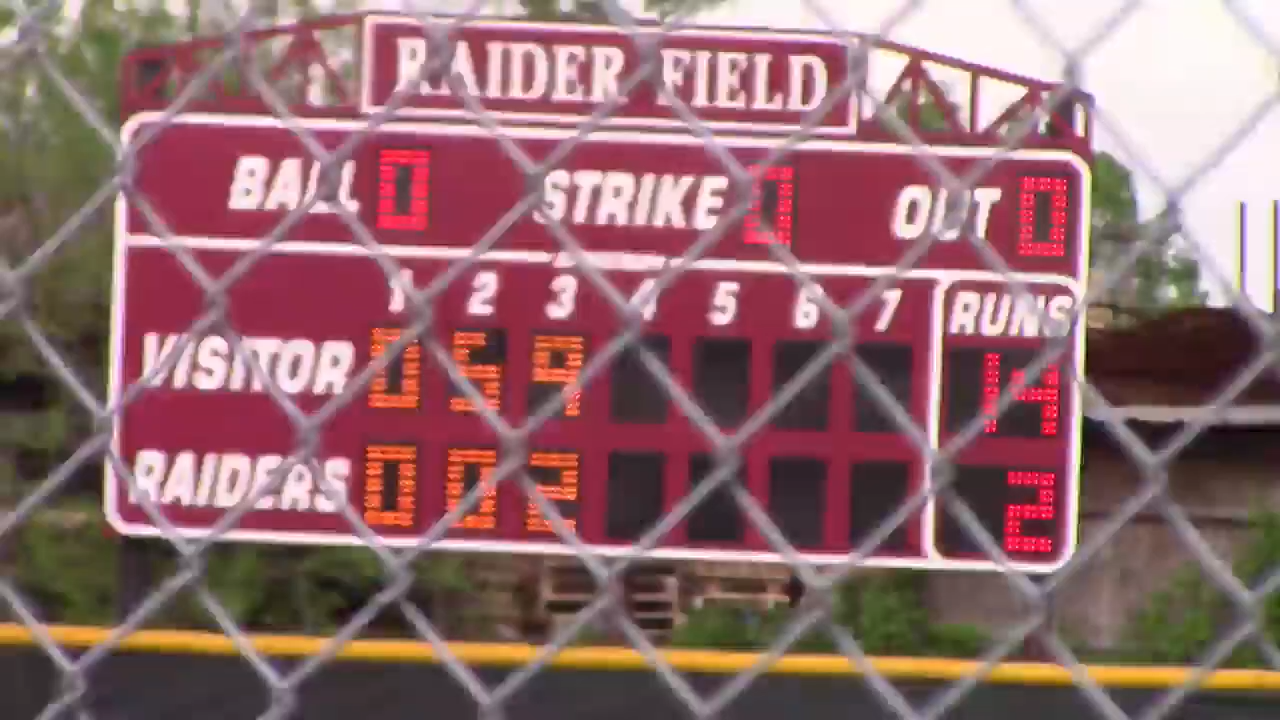 RAIDER FIELD
BALL 0 STRIKE 0 OUT 0
1 2 3 4 5 6 7 RUNS
VISITOR 0 5 9 14
RAIDERS 0 0 2 2